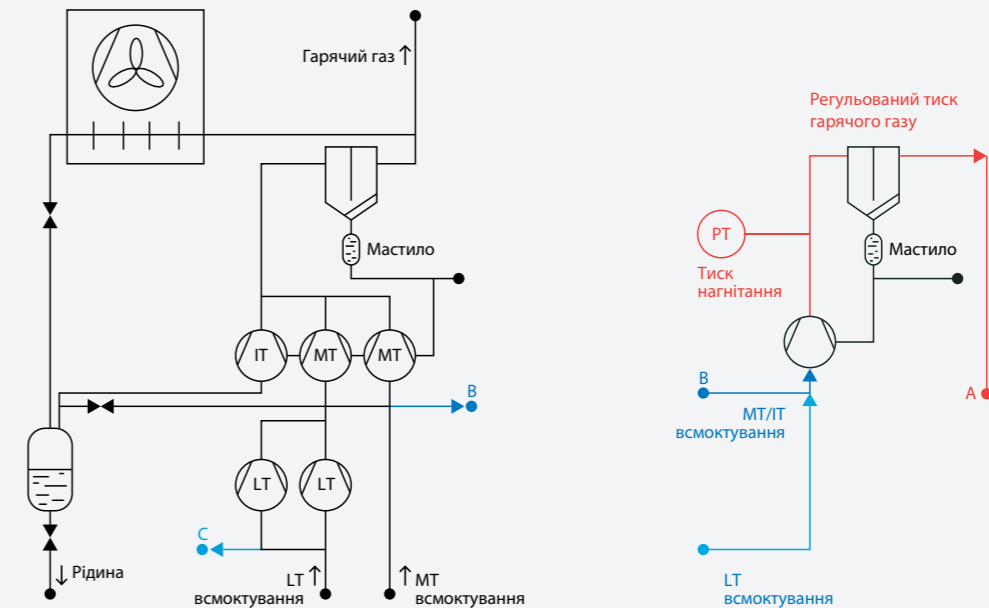 Гарячий газ ↑
Мастило
IT
MT
MT
B
LT
LT
C
↓ Рідина
LT ↑
всмоктування
↑ MT
всмоктування
Регульований тиск
гарячого газу
PT
Тиск
нагнітання
Мастило
B
MT/IT
всмоктування
A
LT
всмоктування